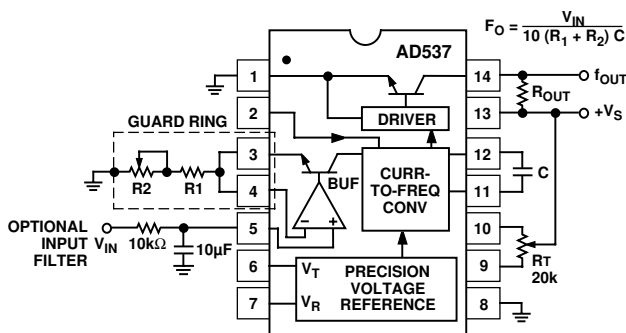 F_O = V_IN / 10 (R_1 + R_2) C
AD537
1
14
f_OUT
R_OUT
2
13
+V_S
DRIVER
GUARD RING
3
12
R2
R1
BUF
CURR-
TO-FREQ
CONV
C
4
11
OPTIONAL
INPUT
FILTER
V_IN
10kΩ
10µF
5
− +
10
R_T
20k
6
V_T
PRECISION
VOLTAGE
REFERENCE
9
7
V_R
8